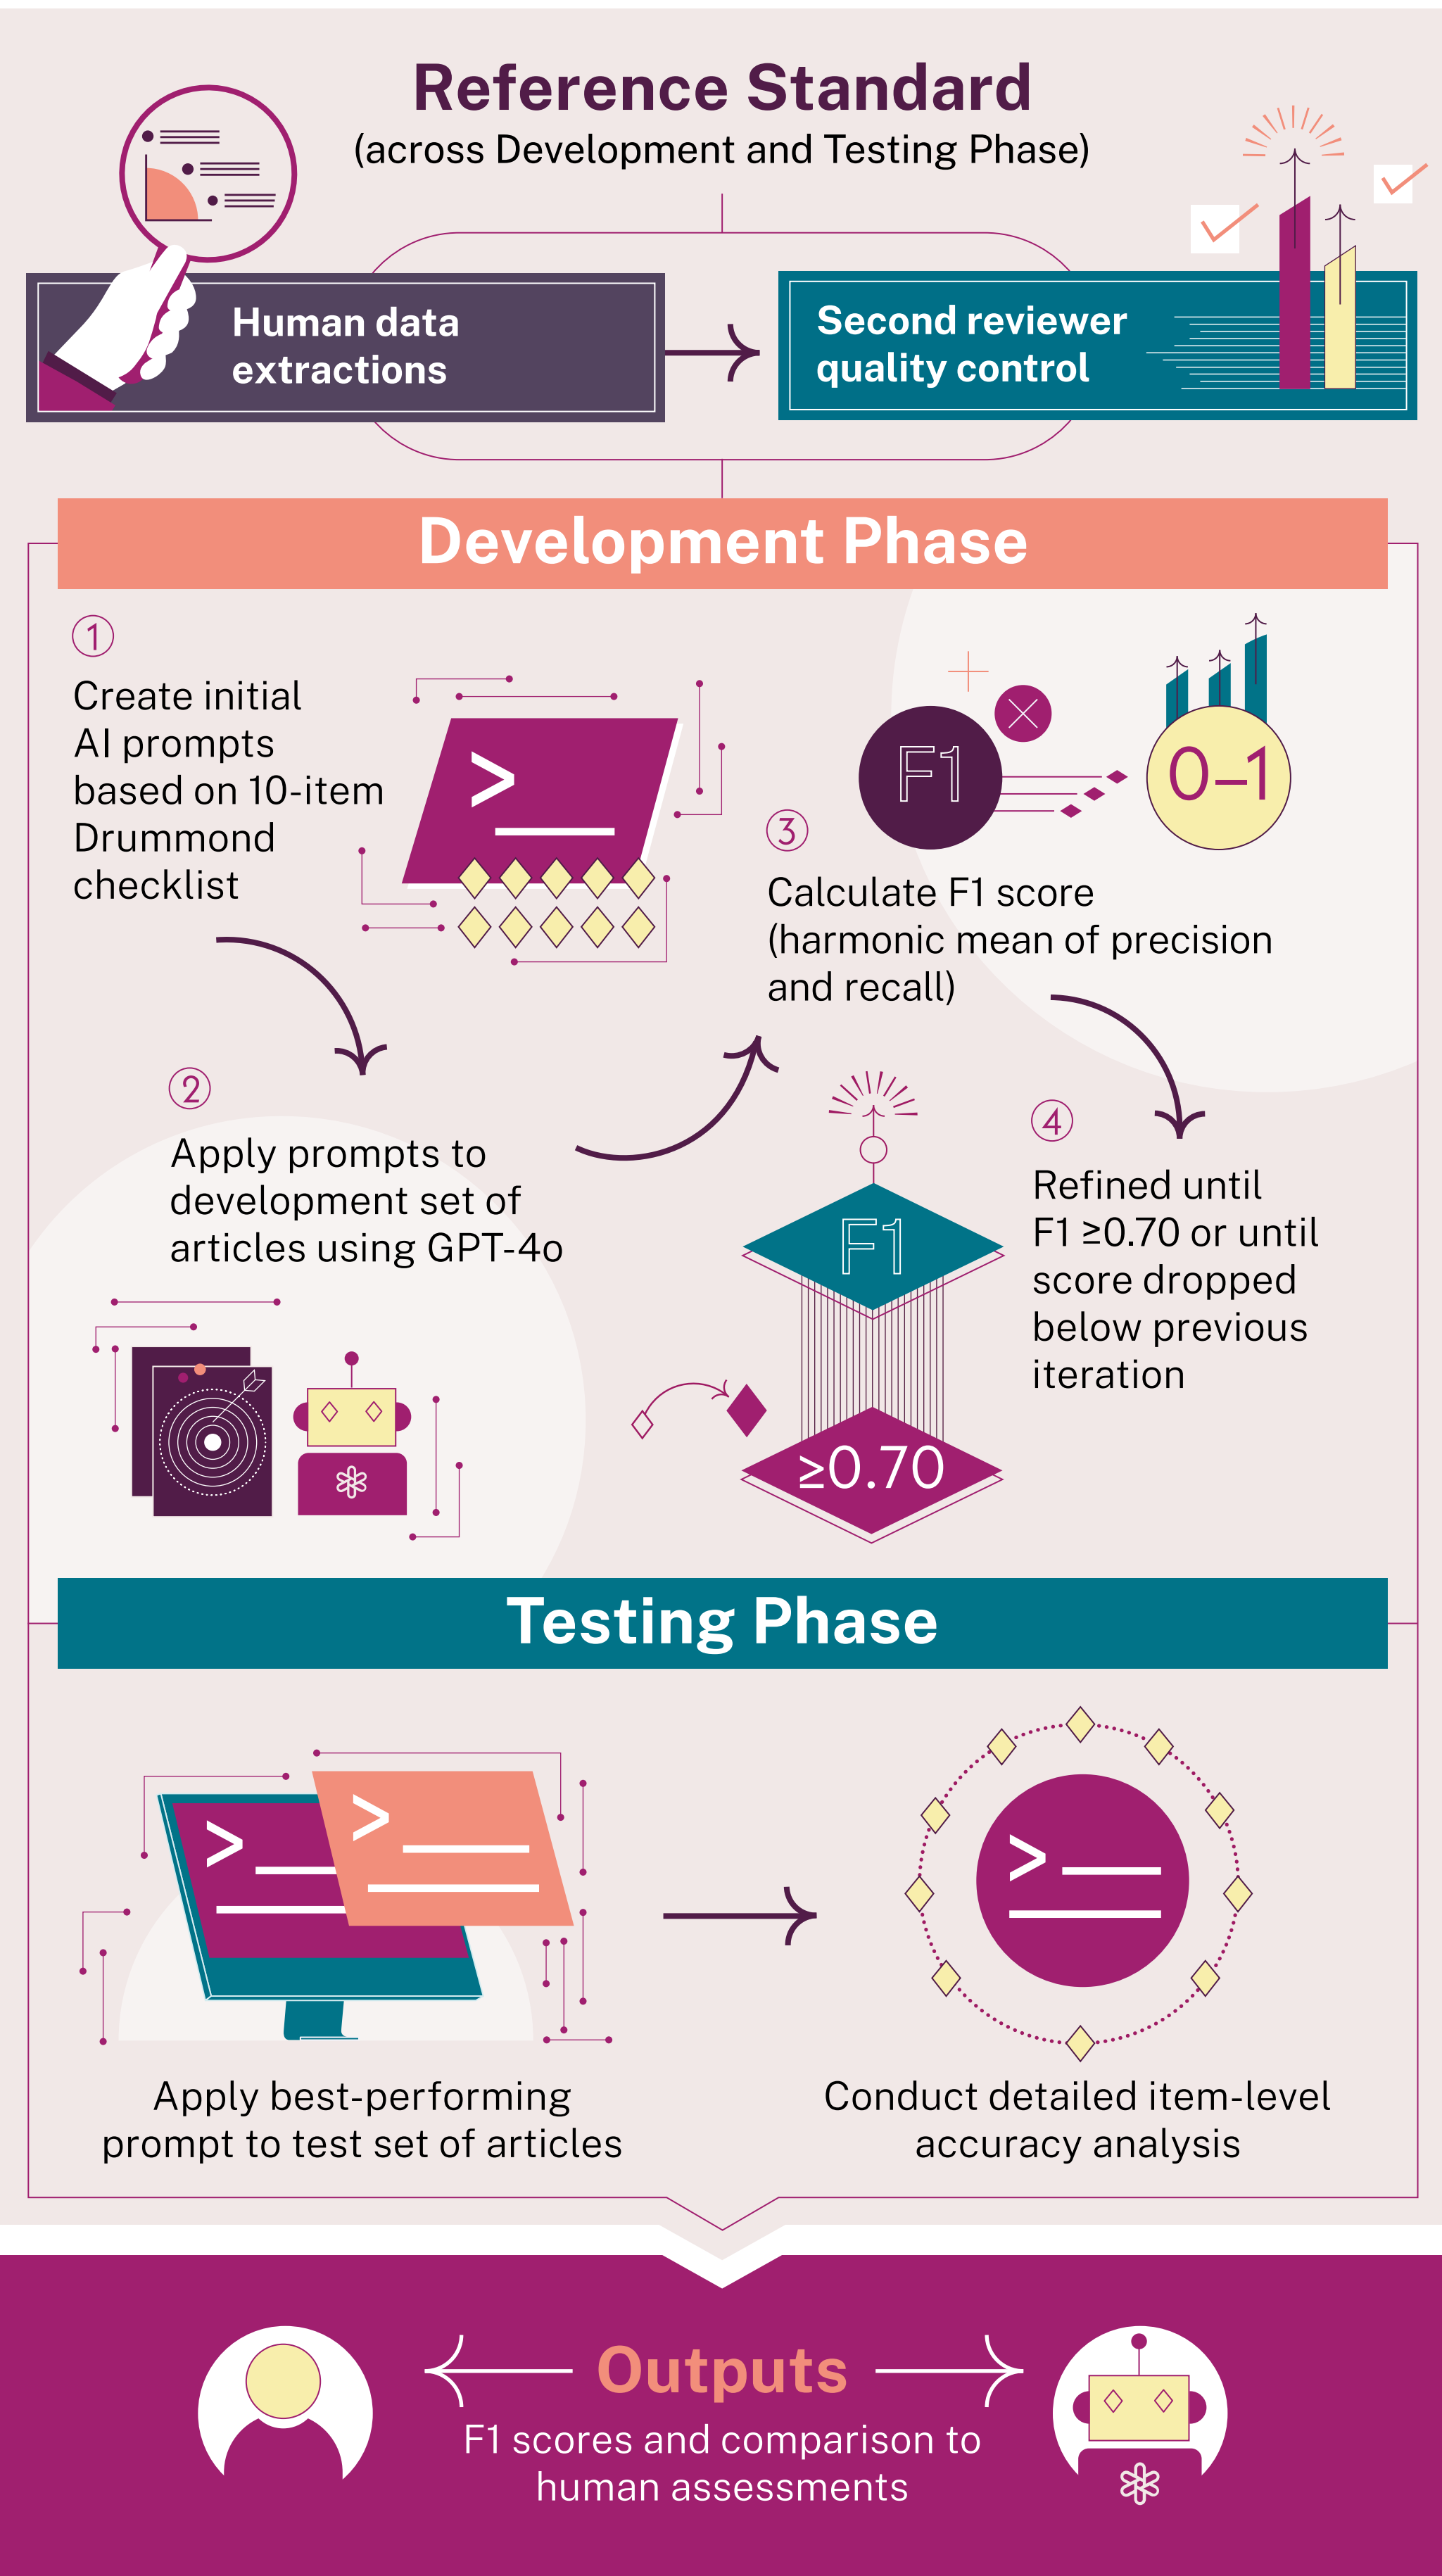 Reference Standard
(across Development and Testing Phase)
Human data
extractions
Second reviewer
quality control
Development Phase
1
Create initial
AI prompts
based on 10-item
Drummond
checklist
>_
2
Apply prompts to
development set of
articles using GPT-4o
F1
0–1
3
Calculate F1 score
(harmonic mean of precision
and recall)
4
Refined until
F1 ≥0.70 or until
score dropped
below previous
iteration
F1
≥0.70
Testing Phase
Apply best-performing
prompt to test set of articles
Conduct detailed item-level
accuracy analysis
Outputs
F1 scores and comparison to
human assessments